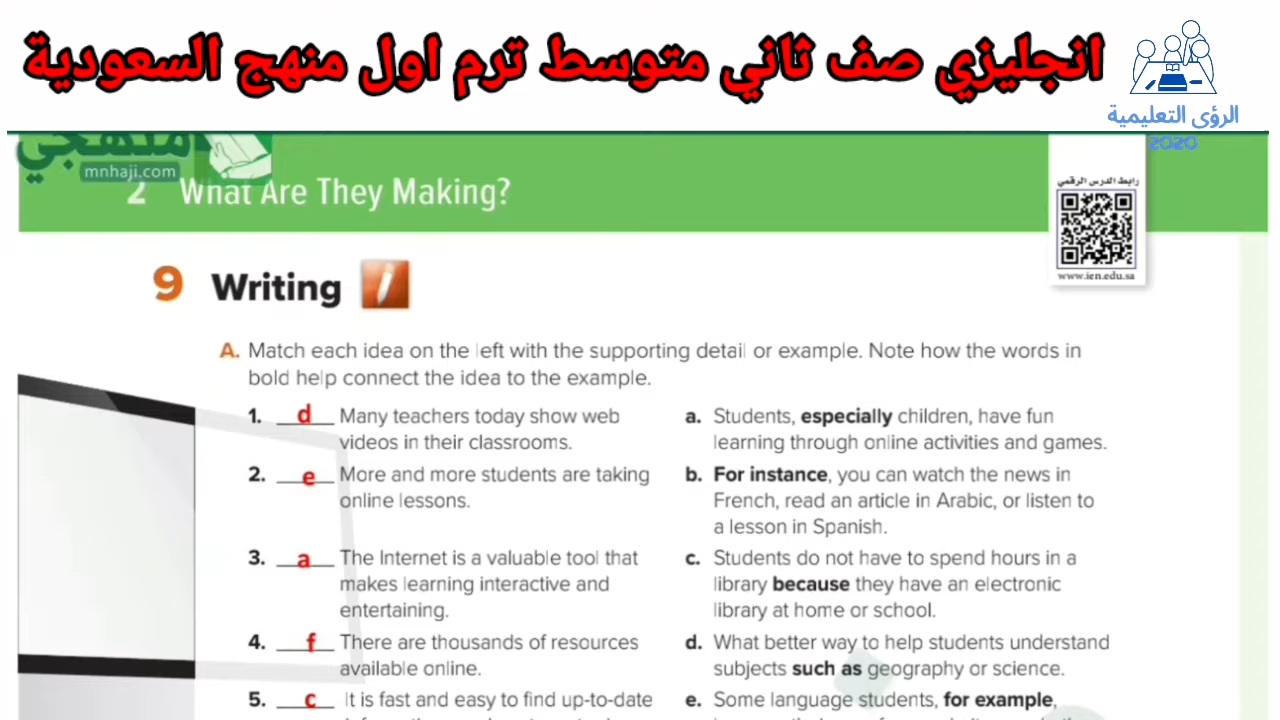 انجليزي صف ثاني متوسط ترم اول منهج السعودية
الرؤى التعليمية
2020
منهجي
mnhaji.com
2 What Are They Making?
رابط الدرس الرقمي
www.ien.edu.sa
9 Writing
A. Match each idea on the left with the supporting detail or example. Note how the words in
bold help connect the idea to the example.
1. d Many teachers today show web
videos in their classrooms.
2. e More and more students are taking
online lessons.
3. a The Internet is a valuable tool that
makes learning interactive and
entertaining.
4. f There are thousands of resources
available online.
5. c It is fast and easy to find up-to-date
a. Students, especially children, have fun
learning through online activities and games.
b. For instance, you can watch the news in
French, read an article in Arabic, or listen to
a lesson in Spanish.
c. Students do not have to spend hours in a
library because they have an electronic
library at home or school.
d. What better way to help students understand
subjects such as geography or science.
e. Some language students, for example,